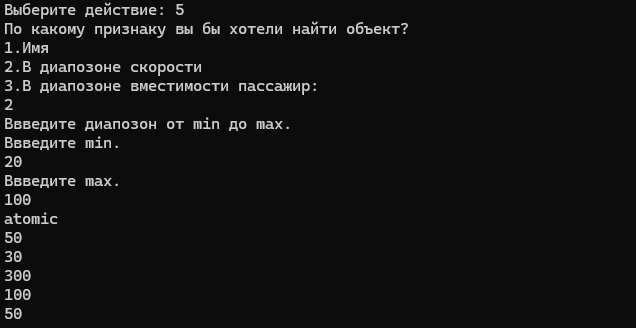 Выберите действие: 5
По какому признаку вы бы хотели найти объект?
1.Имя
2.В диапозоне скорости
3.В диапозоне вместимости пассажир:
2
Ввведите диапозон от min до max.
Ввведите min.
20
Ввведите max.
100
atomic
50
30
300
100
50